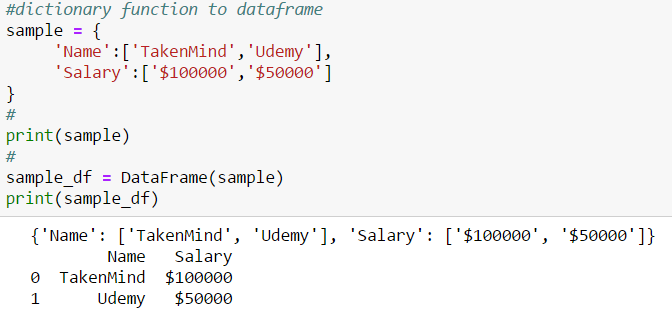 #dictionary function to dataframe
sample = {
     'Name':['TakenMind','Udemy'],
     'Salary':['$100000','$50000']
}
#
print(sample)
#
sample_df = DataFrame(sample)
print(sample_df)
{'Name': ['TakenMind', 'Udemy'], 'Salary': ['$100000', '$50000']}
        Name   Salary
0  TakenMind  $100000
1      Udemy   $50000